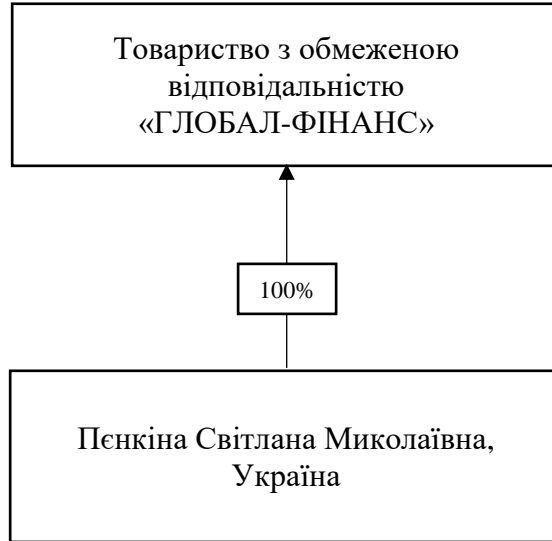 Товариство з обмеженою
відповідальністю
«ГЛОБАЛ-ФІНАНС»
100%
Пєнкіна Світлана Миколаївна,
Україна